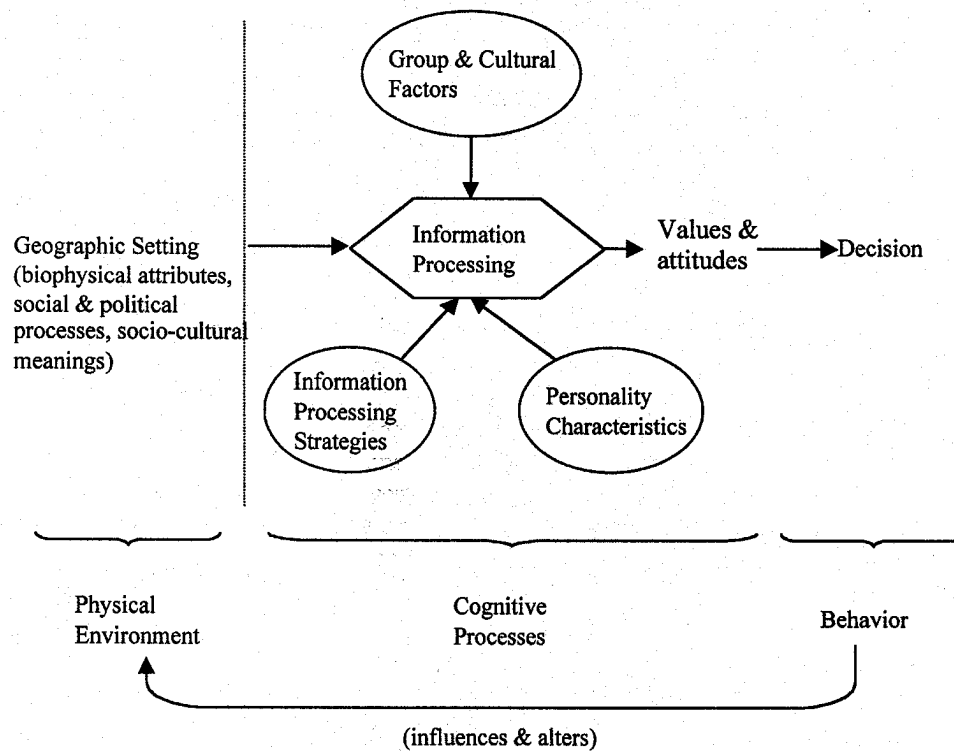 Group & Cultural
Factors
Geographic Setting
(biophysical attributes,
social & political
processes, socio-cultural
meanings)
Information
Processing
Values &
attitudes
Decision
Information
Processing
Strategies
Personality
Characteristics
Physical
Environment
Cognitive
Processes
Behavior
(influences & alters)